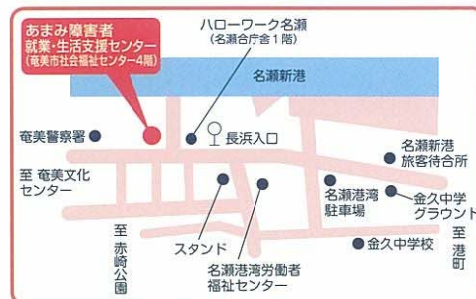 あまみ障害者
就業・生活支援センター
(奄美市社会福祉センター4階)
ハローワーク名瀬
(名瀬合庁舎1階)
名瀬新港
奄美警察署
長浜入口
名瀬新港
旅客待合所
至 奄美文化
センター
名瀬港湾
駐車場
金久中学
グラウント
至 赤崎公園
スタンド
名瀬港湾労働者
福祉センター
金久中学校
至 港町